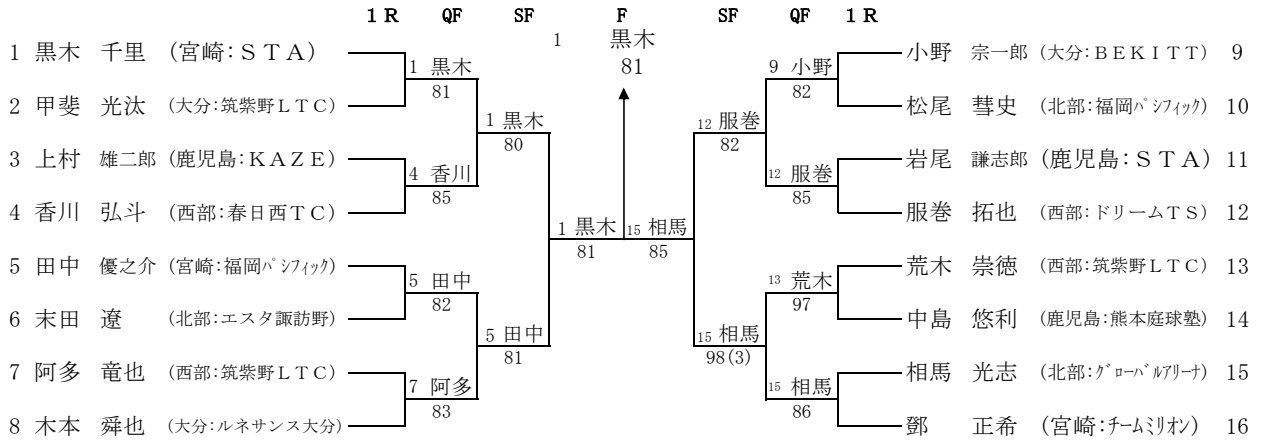 1 R QF SF F SF QF 1 R
1 黒木
81
1 黒木 千里 (宮崎:STA)
小野 宗一郎 (大分:BEKITT) 9
1 黒木
81
9 小野
82
2 甲斐 光汰 (大分:筑紫野LTC)
松尾 彗史 (北部:福岡パシフィック) 10
1 黒木
80
12 服巻
82
3 上村 雄二郎 (鹿児島:KAZE)
岩尾 謙志郎 (鹿児島:STA) 11
4 香川
85
12 服巻
85
4 香川 弘斗 (西部:春日西TC)
服巻 拓也 (西部:ドリームTS) 12
1 黒木 15 相馬
81 85
5 田中 優之介 (宮崎:福岡パシフィック)
荒木 崇徳 (西部:筑紫野LTC) 13
5 田中
82
13 荒木
97
6 末田 遼 (北部:エスタ諏訪野)
中島 悠利 (鹿児島:熊本庭球塾) 14
5 田中
81
15 相馬
98(3)
7 阿多 竜也 (西部:筑紫野LTC)
相馬 光志 (北部:グローバルアリーナ) 15
7 阿多
83
15 相馬
86
8 木本 舜也 (大分:ルネサンス大分)
鄧 正希 (宮崎:チームミリオン) 16